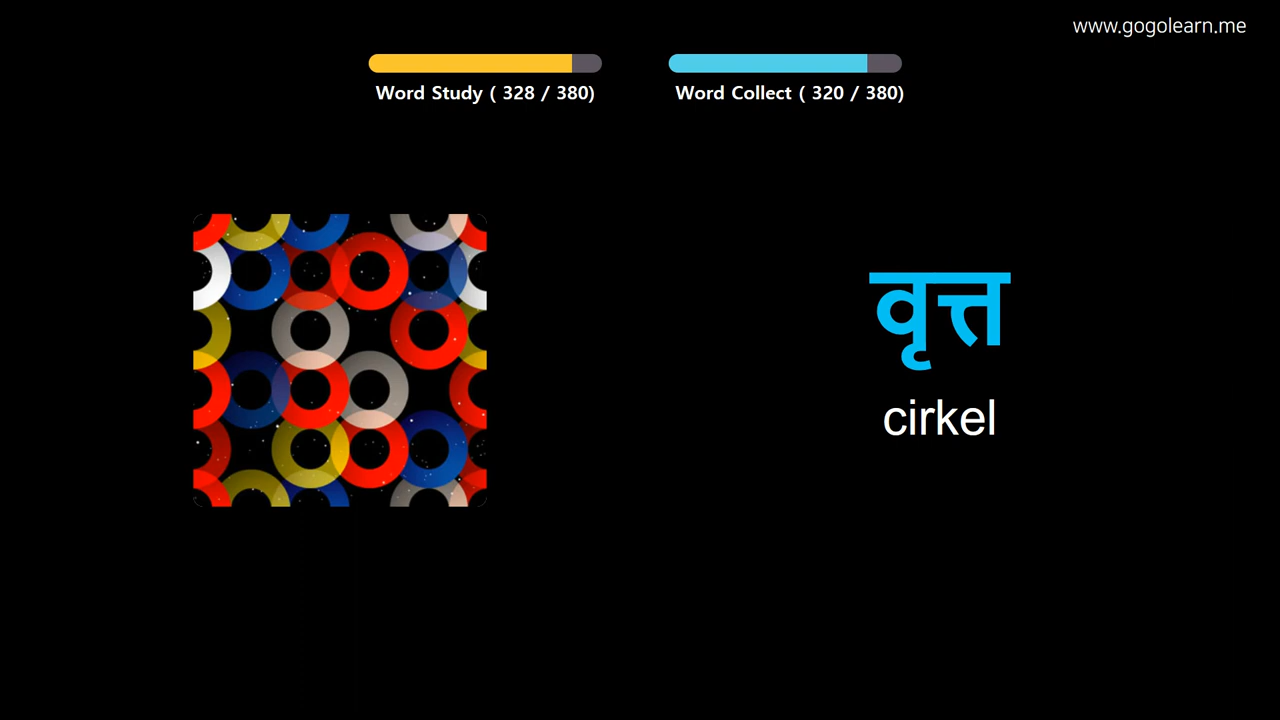 www.gogolearn.me
Word Study ( 328 / 380)
Word Collect ( 320 / 380)
वृत्त
cirkel